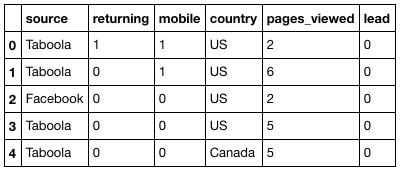 source returning mobile country pages_viewed lead
0 Taboola 1 1 US 2 0
1 Taboola 0 1 US 6 0
2 Facebook 0 0 US 2 0
3 Taboola 0 0 US 5 0
4 Taboola 0 0 Canada 5 0